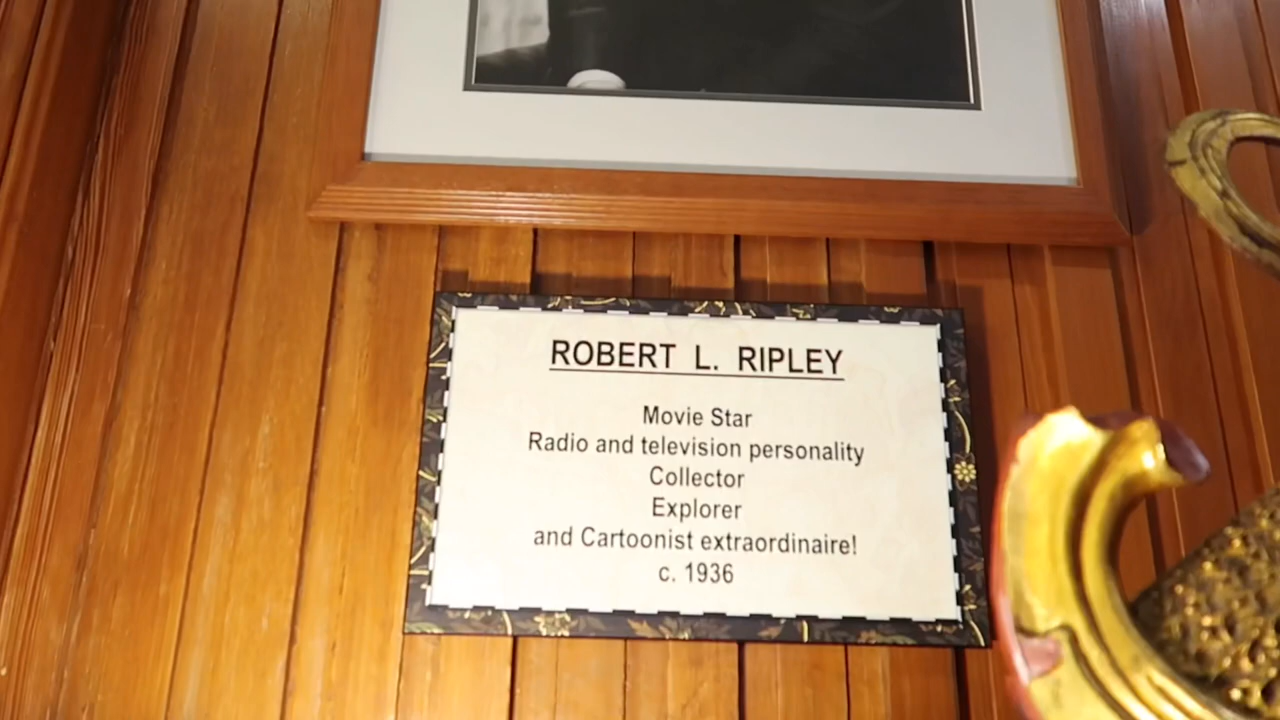 ROBERT L. RIPLEY
Movie Star
Radio and television personality
Collector
Explorer
and Cartoonist extraordinaire!
c. 1936